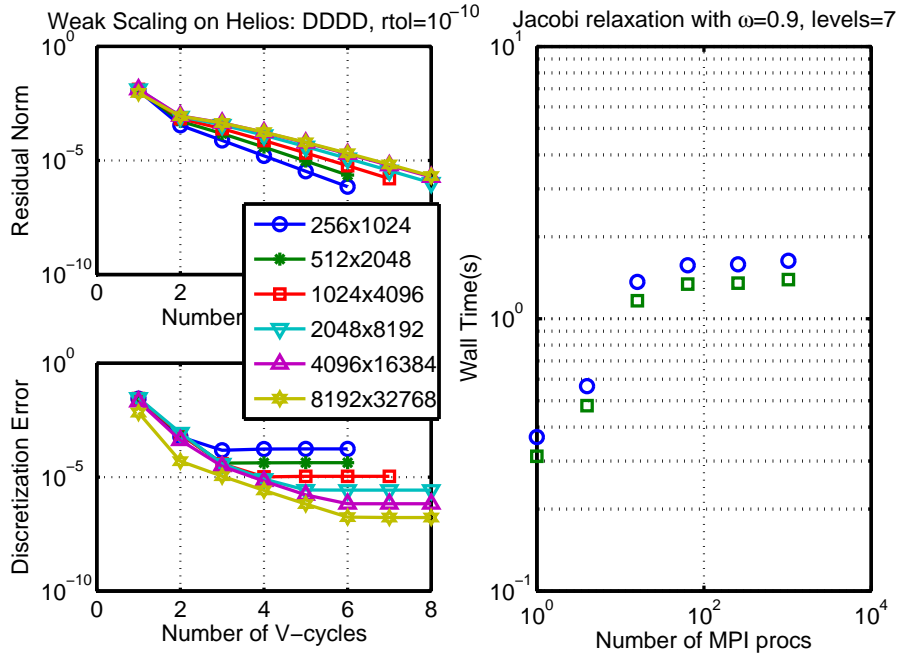 Weak Scaling on Helios: DDDD, rtol=10^−10
Residual Norm
10^0
10^−5
10^−10
0
2
Number
256x1024
512x2048
1024x4096
2048x8192
4096x16384
8192x32768
Discretization Error
10^0
10^−5
10^−10
0 2 4 6 8
Number of V−cycles
Jacobi relaxation with ω=0.9, levels=7
Wall Time(s)
10^1
10^0
10^−1
10^0 10^2 10^4
Number of MPI procs